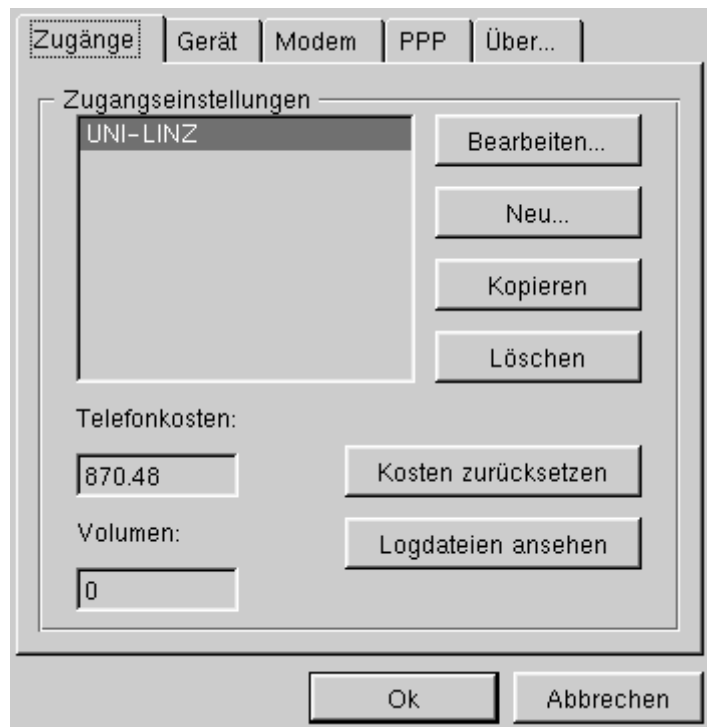 Zugänge Gerät Modem PPP Über...
Zugangseinstellungen
UNI-LINZ
Bearbeiten...
Neu...
Kopieren
Löschen
Telefonkosten:
870.48
Kosten zurücksetzen
Volumen:
Logdateien ansehen
0
Ok Abbrechen